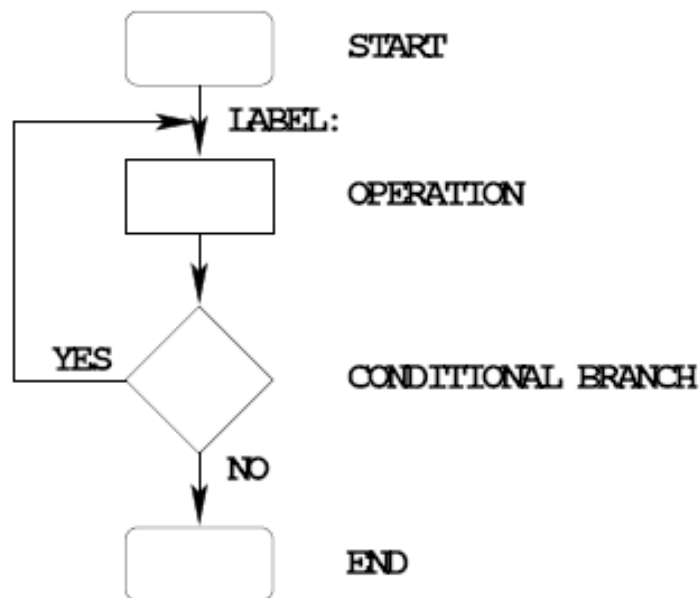 START
LABEL:
OPERATION
YES
CONDITIONAL BRANCH
NO
END